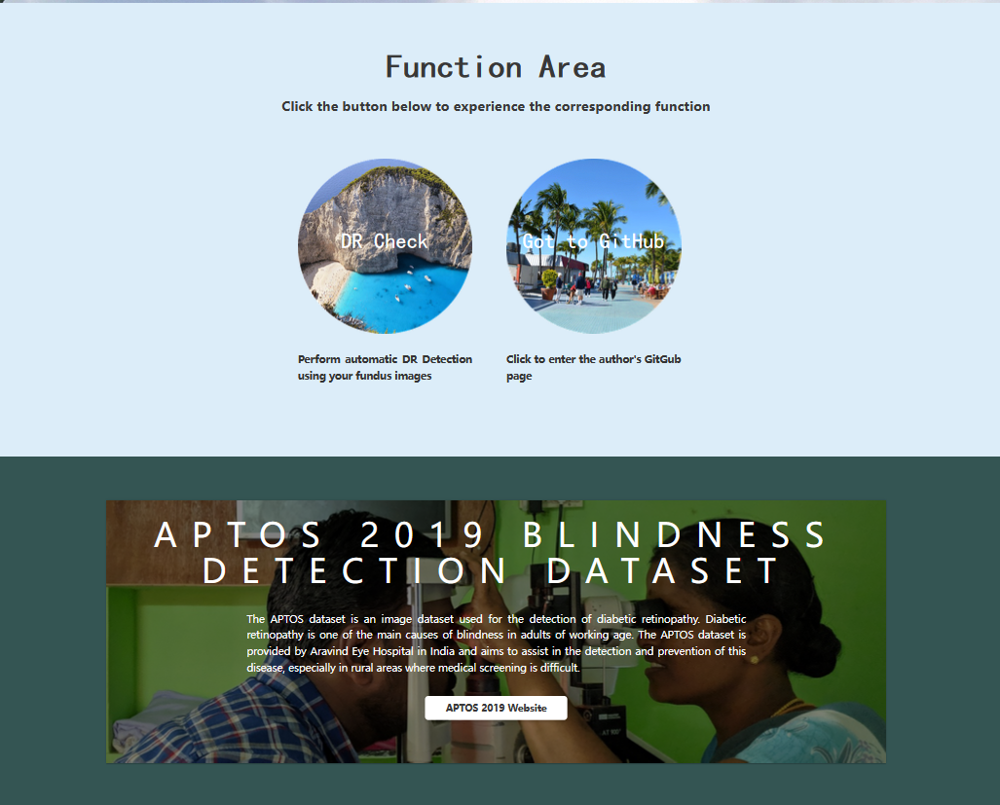 Function Area
Click the button below to experience the corresponding function
DR Check
Got to GitHub
Perform automatic DR Detection
using your fundus images
Click to enter the author's GitGub
page
APTOS 2019 BLINDNESS
DETECTION DATASET
The APTOS dataset is an image dataset used for the detection of diabetic retinopathy. Diabetic
retinopathy is one of the main causes of blindness in adults of working age. The APTOS dataset is
provided by Aravind Eye Hospital in India and aims to assist in the detection and prevention of this
disease, especially in rural areas where medical screening is difficult.
APTOS 2019 Website